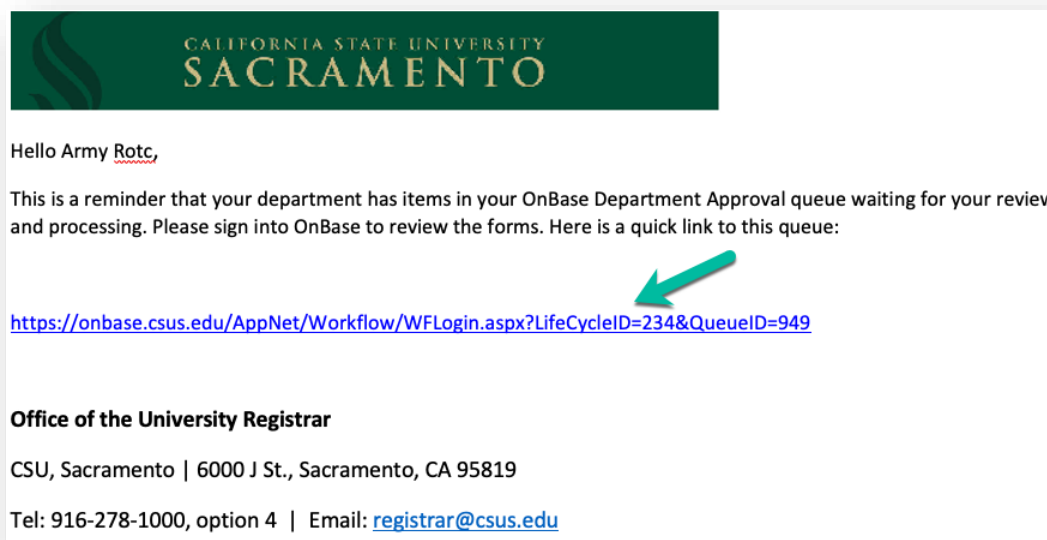 CALIFORNIA STATE UNIVERSITY
SACRAMENTO
Hello Army Rotc,
This is a reminder that your department has items in your OnBase Department Approval queue waiting for your review
and processing. Please sign into OnBase to review the forms. Here is a quick link to this queue:
https://onbase.csus.edu/AppNet/Workflow/WFLogin.aspx?LifeCycleID=234&QueueID=949
Office of the University Registrar
CSU, Sacramento | 6000 J St., Sacramento, CA 95819
Tel: 916-278-1000, option 4 | Email: registrar@csus.edu